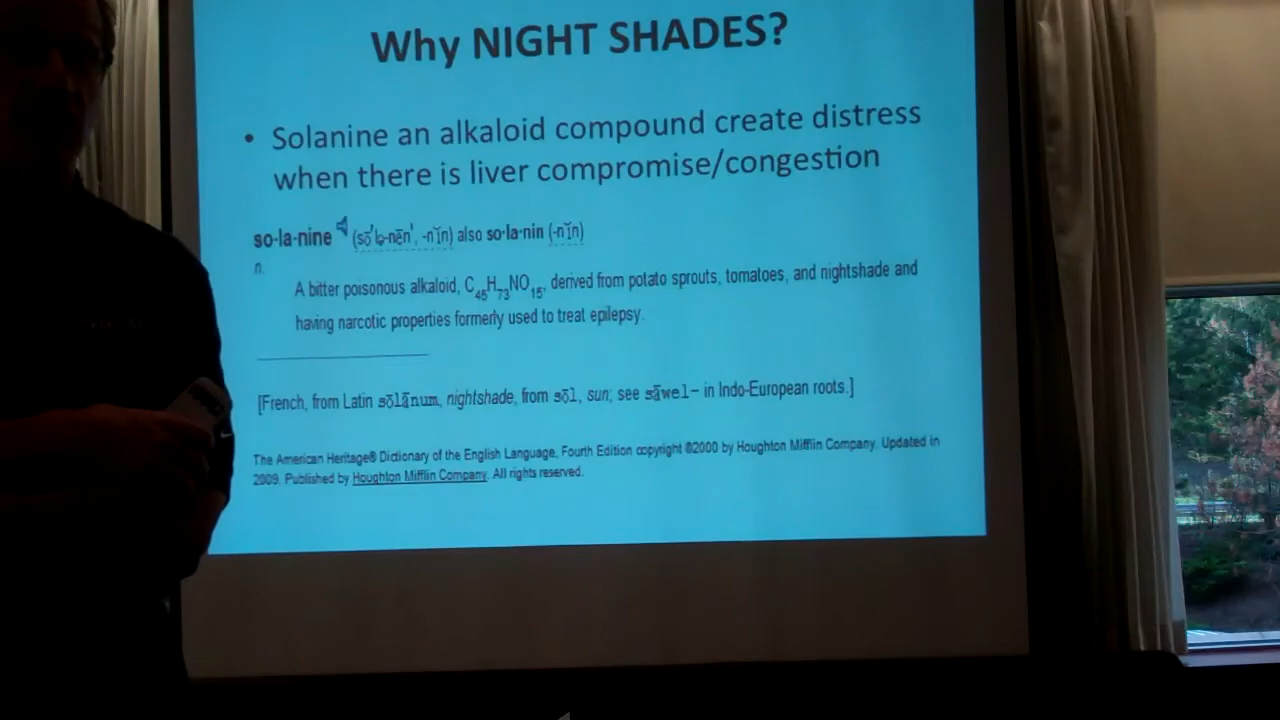 Why NIGHT SHADES?
• Solanine an alkaloid compound create distress
when there is liver compromise/congestion
so·la·nine (sō′lə-nēn′, -nĭn) also so·la·nin (-nĭn)
n.
A bitter poisonous alkaloid, C45H73NO15, derived from potato sprouts, tomatoes, and nightshade and
having narcotic properties formerly used to treat epilepsy.
[French, from Latin sōlānum, nightshade, from sōl, sun; see sāwel- in Indo-European roots.]
The American Heritage® Dictionary of the English Language, Fourth Edition copyright ©2000 by Houghton Mifflin Company. Updated in
2009. Published by Houghton Mifflin Company. All rights reserved.